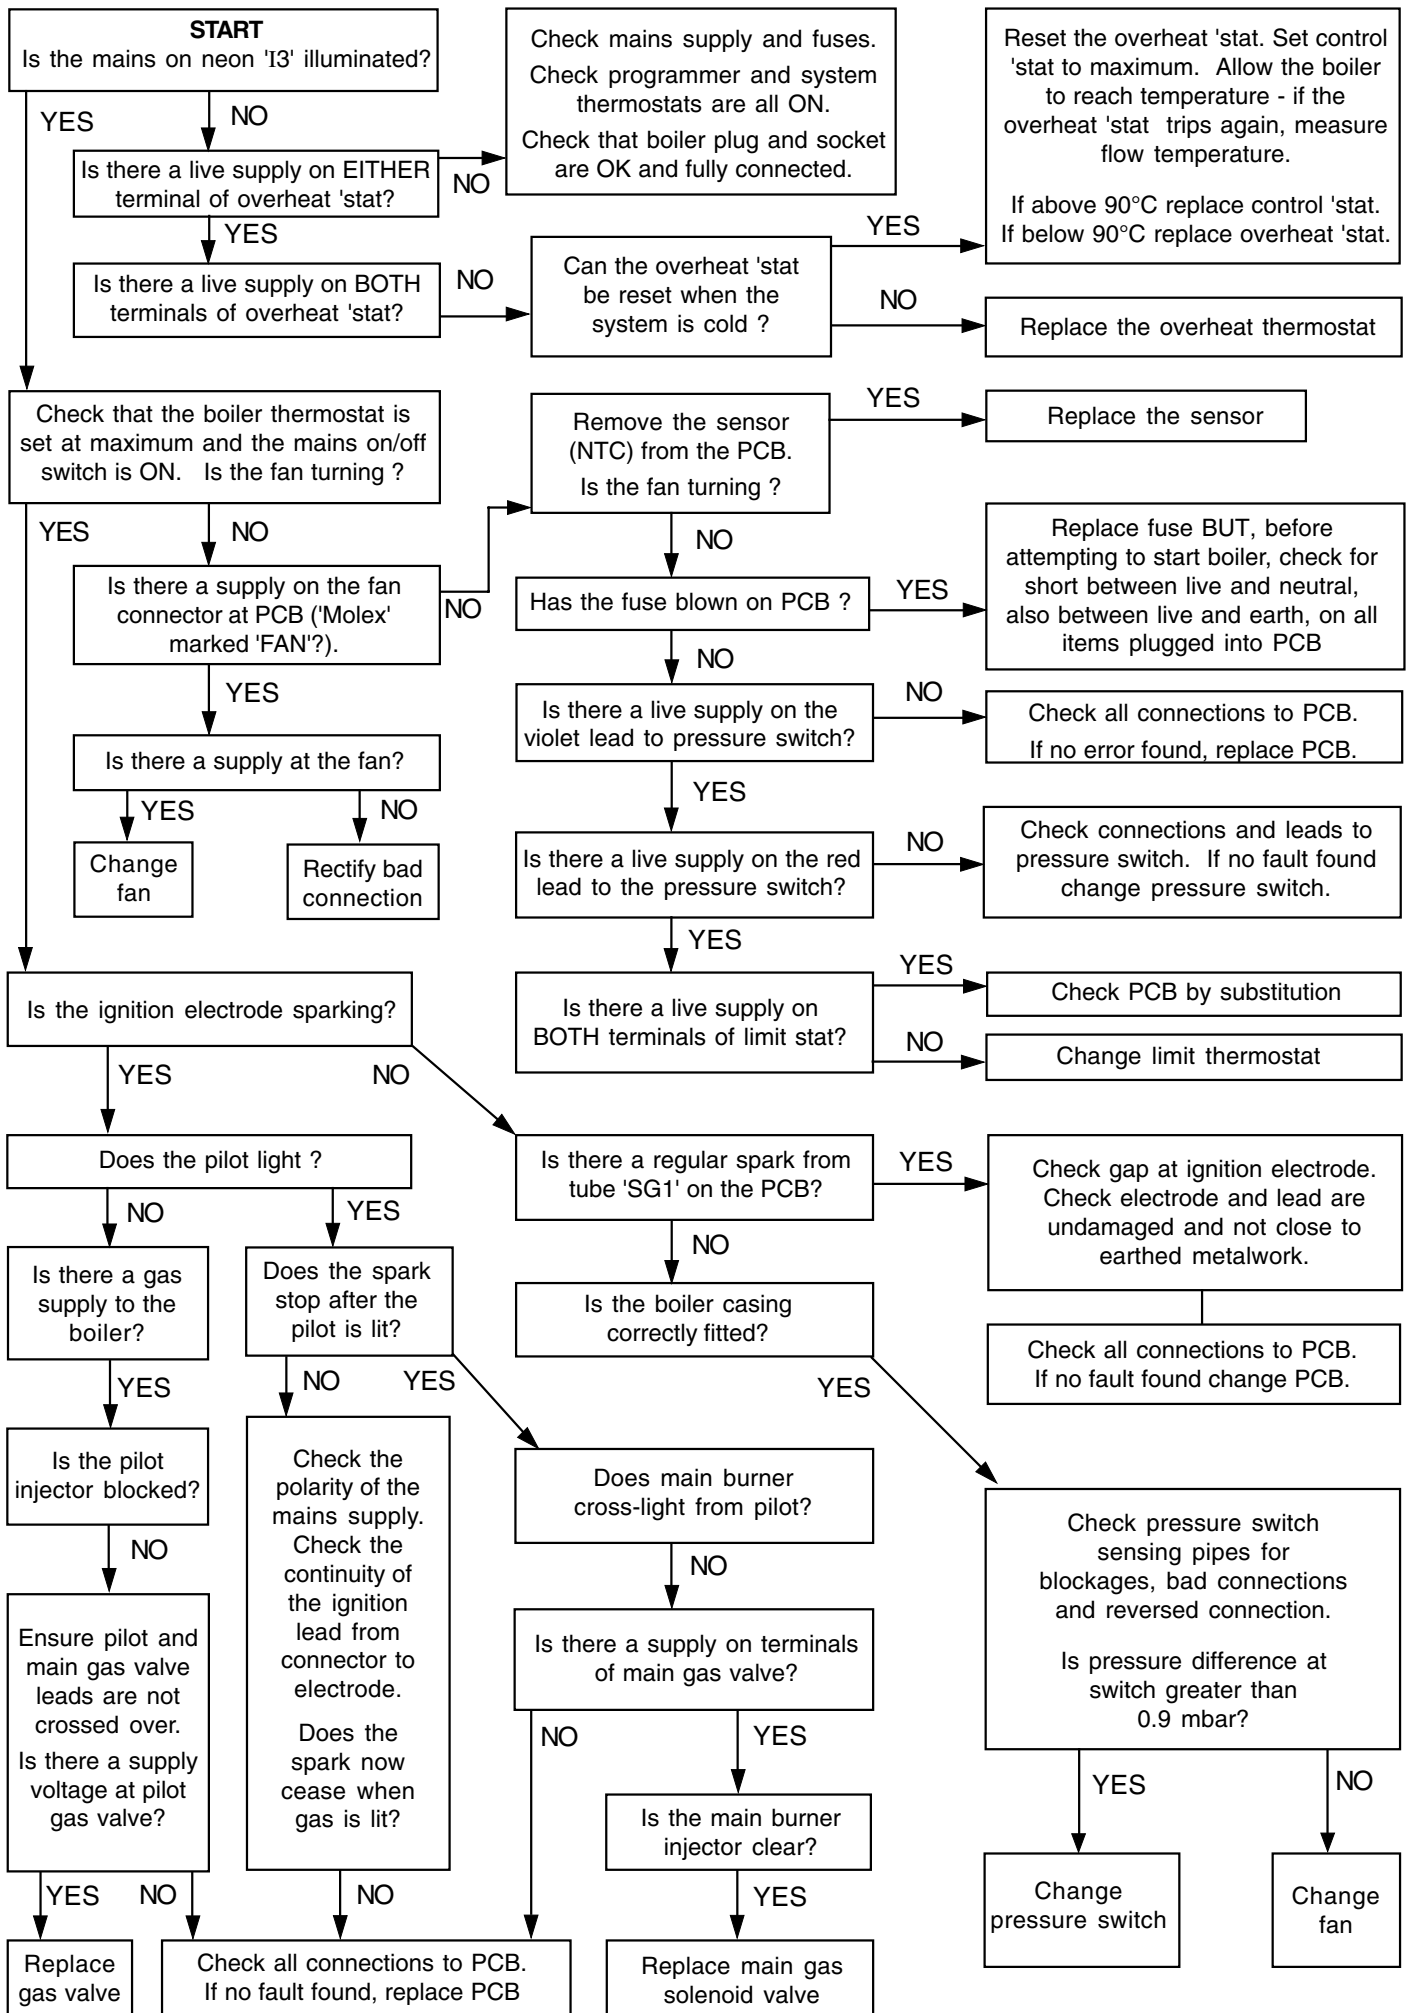 START
Is the mains on neon 'I3' illuminated?
YES
NO
Is there a live supply on EITHER
terminal of overheat 'stat?
NO
Check mains supply and fuses.
Check programmer and system
thermostats are all ON.
Check that boiler plug and socket
are OK and fully connected.
YES
Is there a live supply on BOTH
terminals of overheat 'stat?
NO
Can the overheat 'stat
be reset when the
system is cold ?
YES
Reset the overheat 'stat. Set control
'stat to maximum. Allow the boiler
to reach temperature - if the
overheat 'stat trips again, measure
flow temperature.
If above 90°C replace control 'stat.
If below 90°C replace overheat 'stat.
NO
Replace the overheat thermostat
Check that the boiler thermostat is
set at maximum and the mains on/off
switch is ON. Is the fan turning ?
YES
NO
Is there a supply on the fan
connector at PCB ('Molex'
marked 'FAN'?).
NO
YES
Is there a supply at the fan?
YES
NO
Change
fan
Rectify bad
connection
Remove the sensor
(NTC) from the PCB.
Is the fan turning ?
YES
Replace the sensor
NO
Has the fuse blown on PCB ?
YES
Replace fuse BUT, before
attempting to start boiler, check for
short between live and neutral,
also between live and earth, on all
items plugged into PCB
NO
Is there a live supply on the
violet lead to pressure switch?
NO
Check all connections to PCB.
If no error found, replace PCB.
YES
Is there a live supply on the red
lead to the pressure switch?
NO
Check connections and leads to
pressure switch. If no fault found
change pressure switch.
YES
Is there a live supply on
BOTH terminals of limit stat?
YES
Check PCB by substitution
NO
Change limit thermostat
Is the ignition electrode sparking?
YES
NO
Does the pilot light ?
NO
YES
Is there a regular spark from
tube 'SG1' on the PCB?
YES
Check gap at ignition electrode.
Check electrode and lead are
undamaged and not close to
earthed metalwork.
Check all connections to PCB.
If no fault found change PCB.
NO
Is the boiler casing
correctly fitted?
YES
Is there a gas
supply to the
boiler?
YES
Is the pilot
injector blocked?
NO
Ensure pilot and
main gas valve
leads are not
crossed over.
Is there a supply
voltage at pilot
gas valve?
YES
NO
Replace
gas valve
Does the spark
stop after the
pilot is lit?
NO
YES
Check the
polarity of the
mains supply.
Check the
continuity of
the ignition
lead from
connector to
electrode.
Does the
spark now
cease when
gas is lit?
NO
Check all connections to PCB.
If no fault found, replace PCB
Does main burner
cross-light from pilot?
NO
Is there a supply on terminals
of main gas valve?
NO
YES
Is the main burner
injector clear?
YES
Replace main gas
solenoid valve
Check pressure switch
sensing pipes for
blockages, bad connections
and reversed connection.
Is pressure difference at
switch greater than
0.9 mbar?
YES
NO
Change
pressure switch
Change
fan